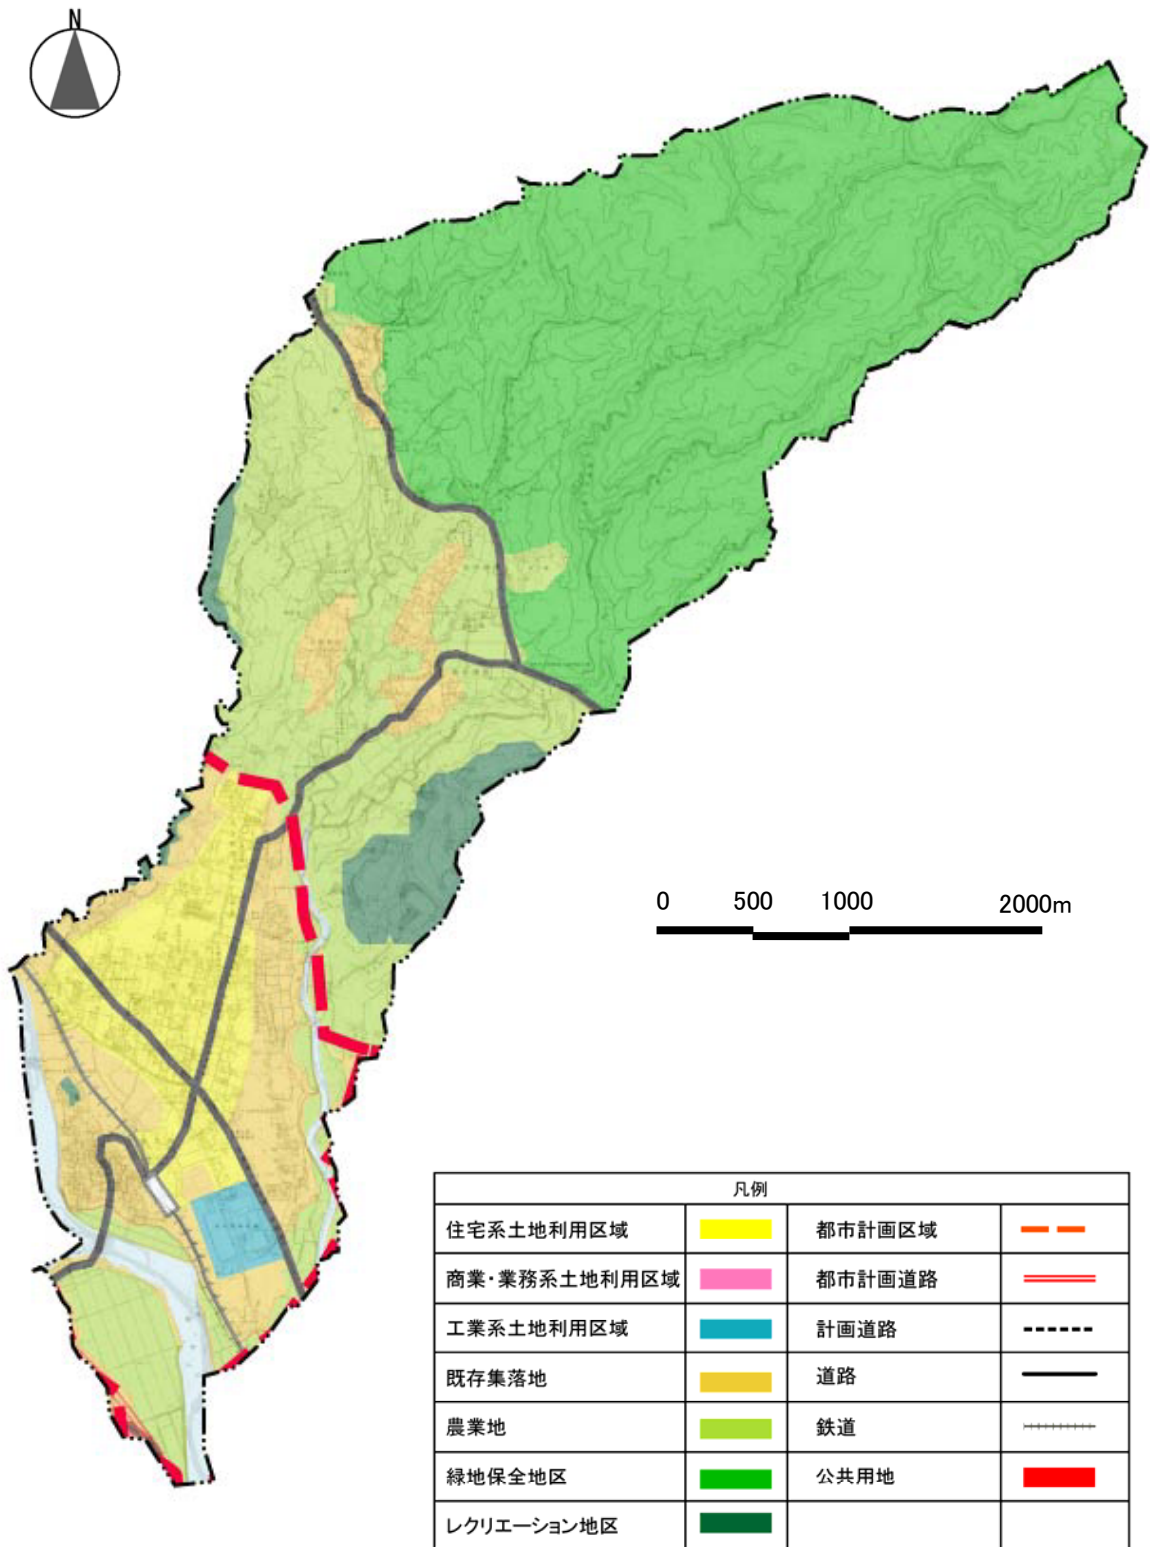 N
0 500 1000 2000m
凡例
住宅系土地利用区域 都市計画区域
商業・業務系土地利用区域 都市計画道路
工業系土地利用区域 計画道路
既存集落地 道路
農業地 鉄道
緑地保全地区 公共用地
レクリエーション地区